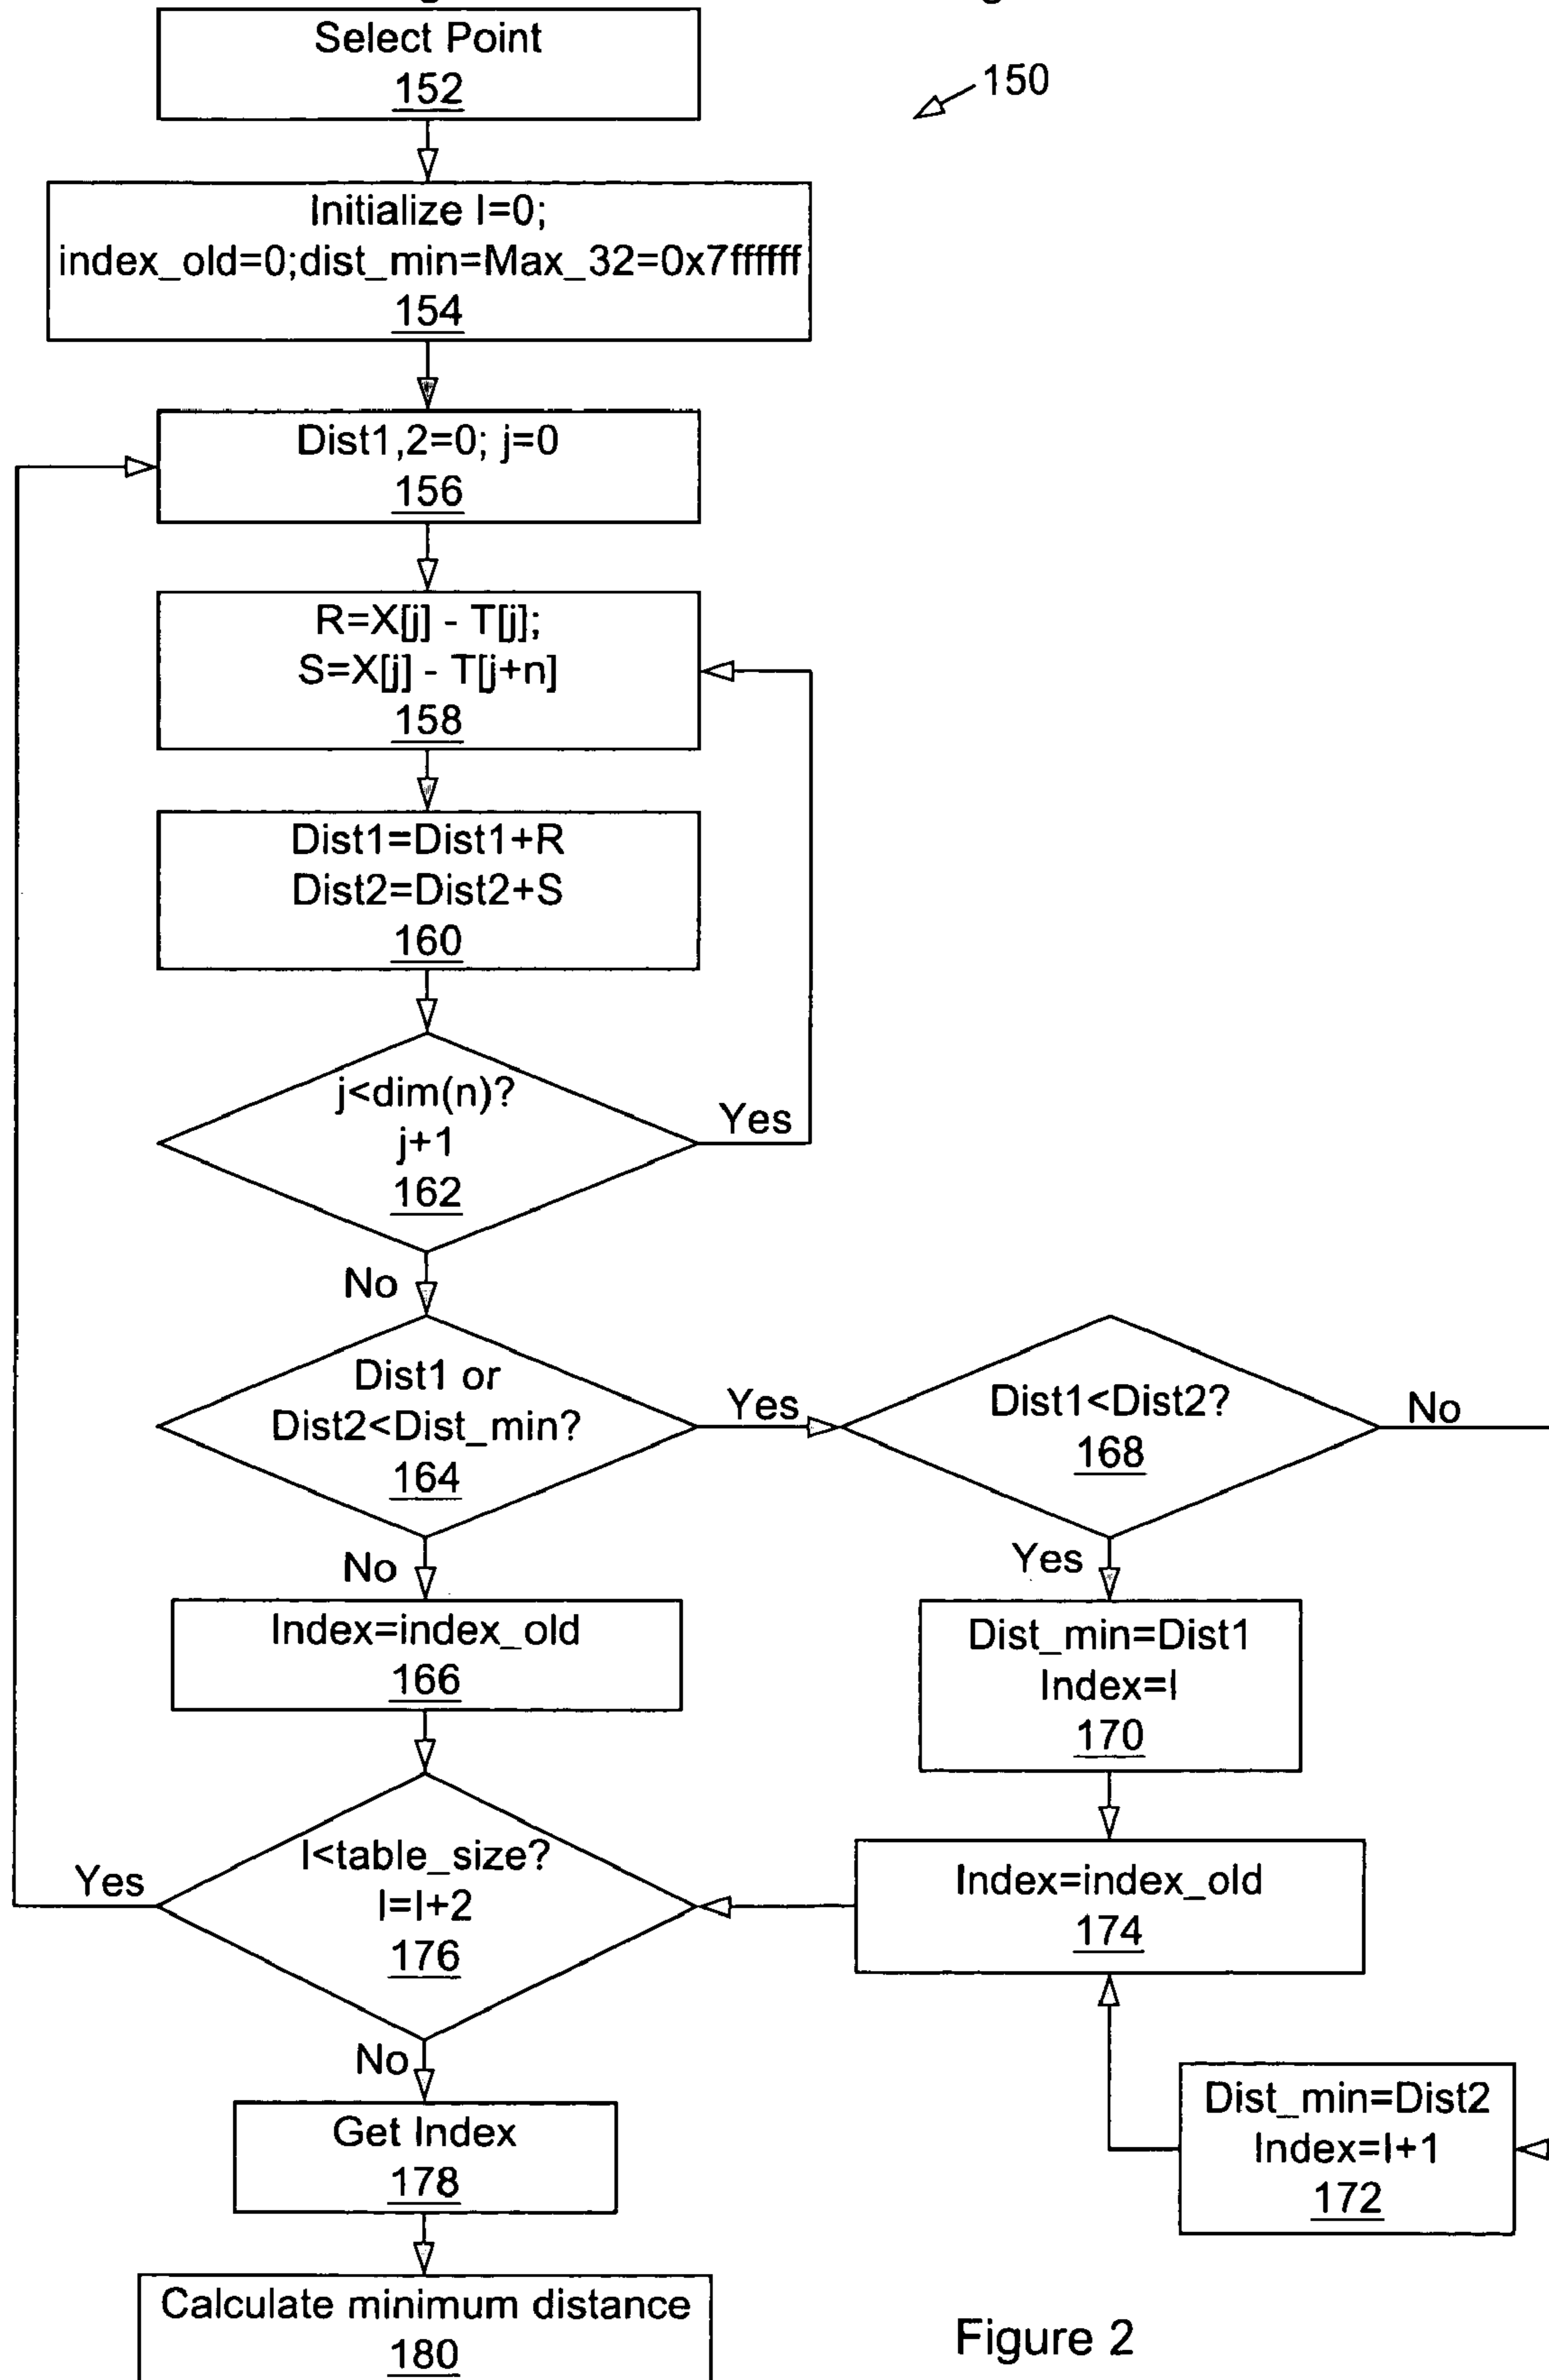 Select Point
152
150
Initialize I=0;
index_old=0;dist_min=Max_32=0x7ffffff
154
Dist1,2=0; j=0
156
R=X[j] - T[j];
S=X[j] - T[j+n]
158
Dist1=Dist1+R
Dist2=Dist2+S
160
j<dim(n)?
j+1
162
Yes
No
Dist1 or
Dist2<Dist_min?
164
Yes
Dist1<Dist2?
168
No
No
Yes
Index=index_old
166
Dist_min=Dist1
Index=I
170
I<table_size?
I=I+2
176
Yes
Index=index_old
174
No
Get Index
178
Dist_min=Dist2
Index=I+1
172
Calculate minimum distance
180
Figure 2